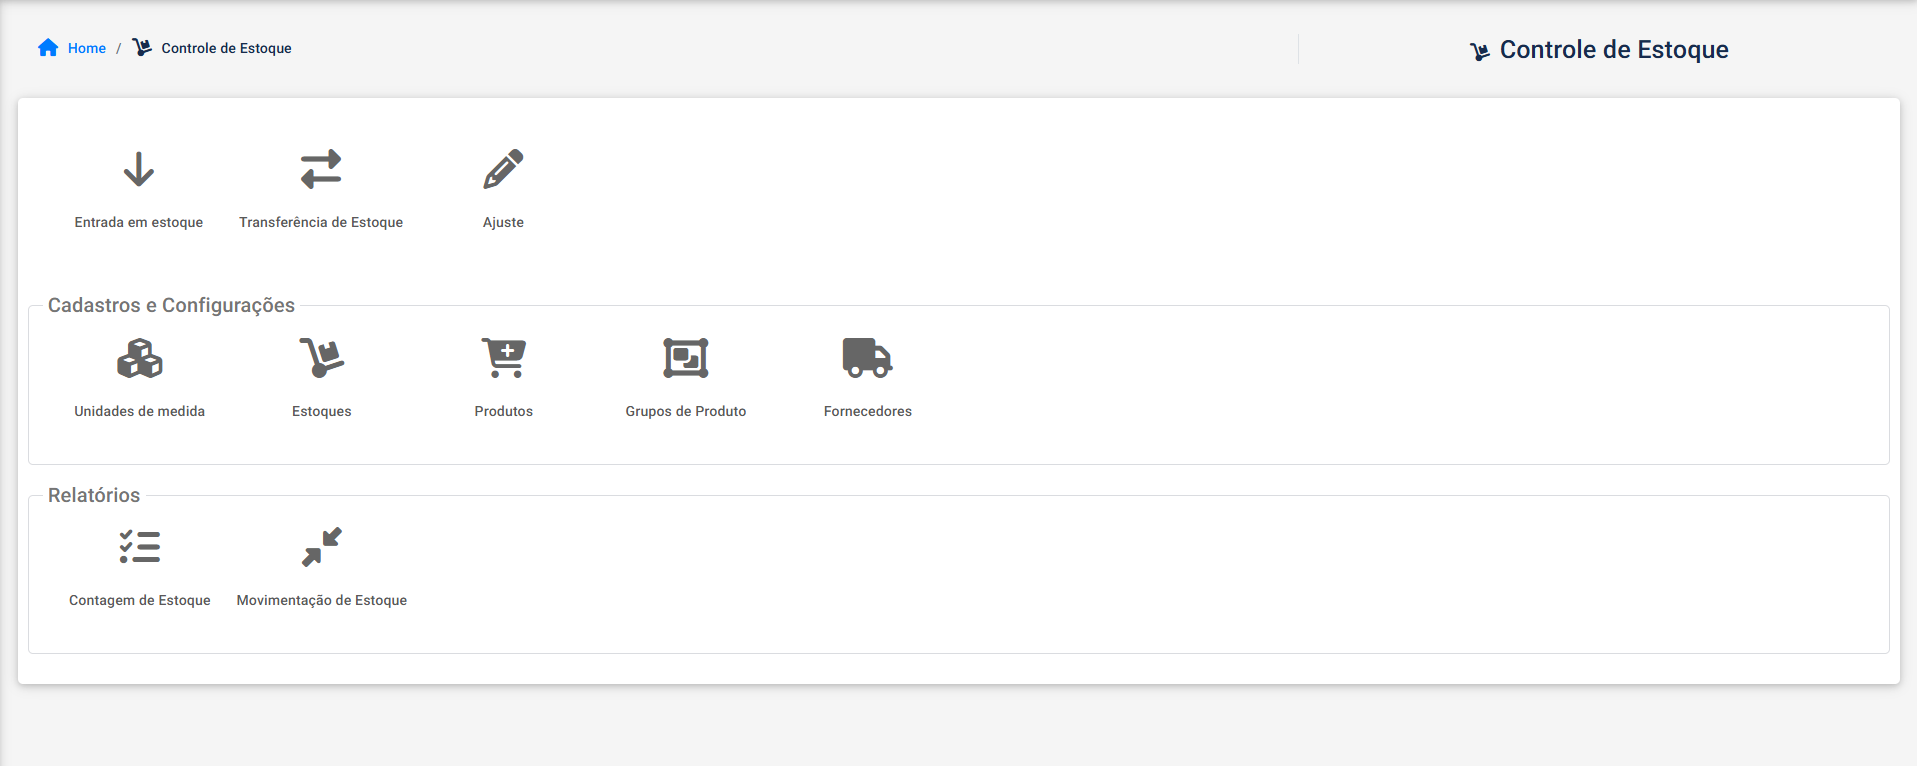 Home / Controle de Estoque
Controle de Estoque
Entrada em estoque Transferência de Estoque Ajuste
Cadastros e Configurações
Unidades de medida Estoques Produtos Grupos de Produto Fornecedores
Relatórios
Contagem de Estoque Movimentação de Estoque